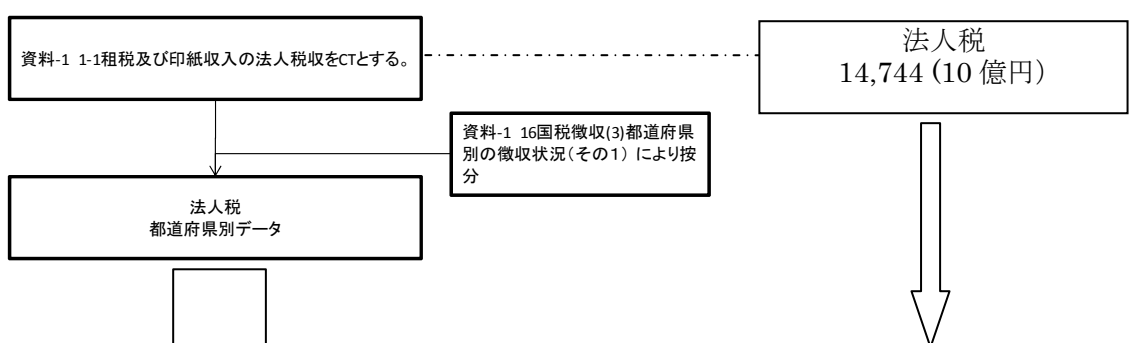 資料-1 1-1租税及び印紙収入の法人税収をCTとする。
法人税
14,744 (10 億円)
資料-1 16国税徴収(3)都道府県
別の徴収状況(その1) により按
分
法人税
都道府県別データ